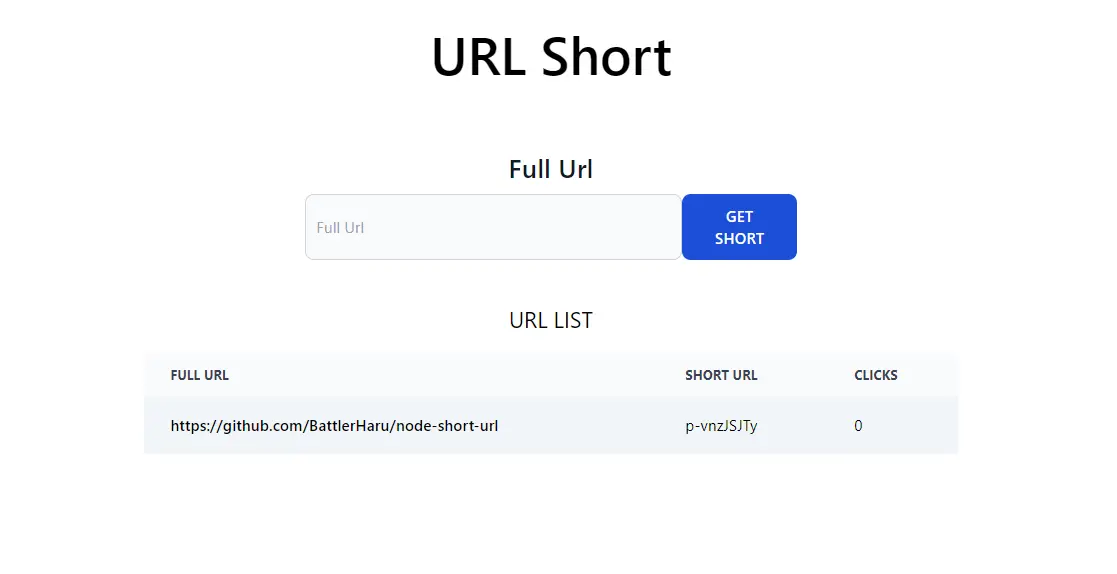 URL Short
Full Url
Full Url
GET
SHORT
URL LIST
FULL URL SHORT URL CLICKS
https://github.com/BattlerHaru/node-short-url p-vnzJSJTy 0